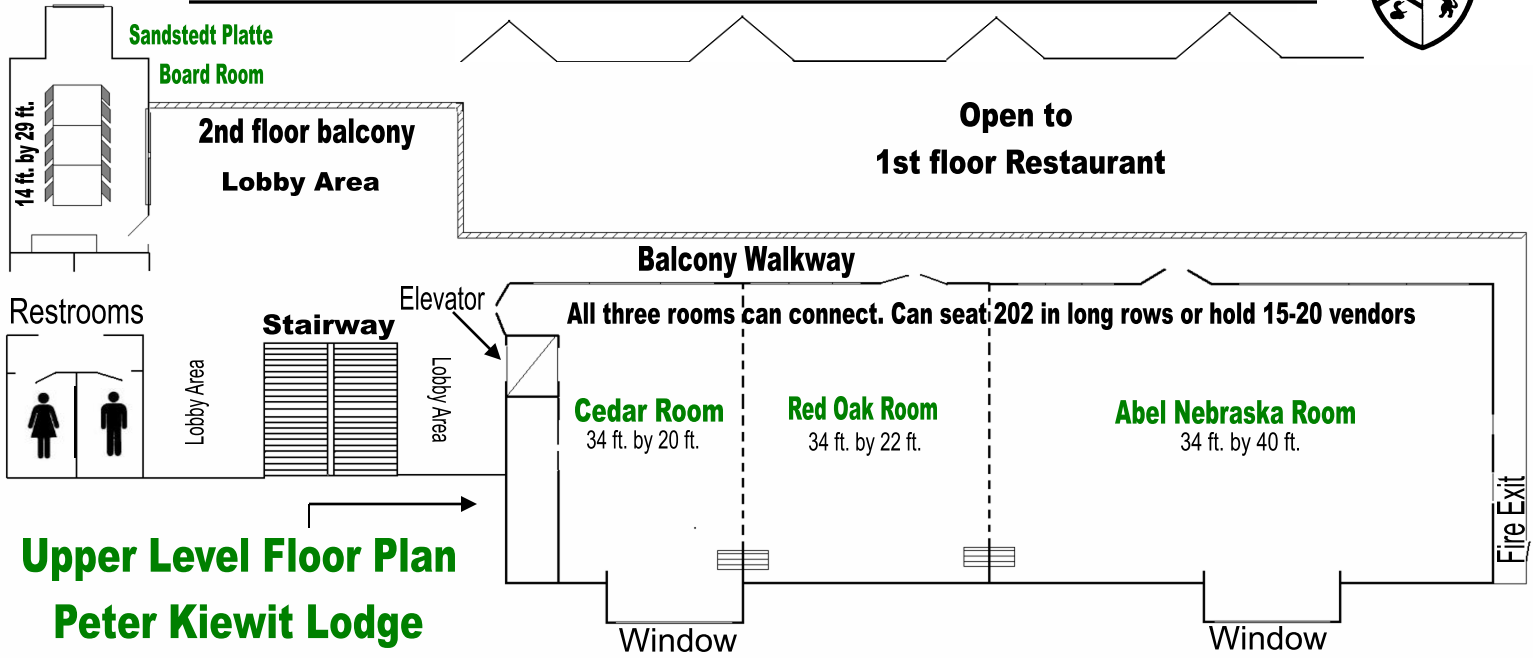 Sandstedt Platte
Board Room
14 ft. by 29 ft.
2nd floor balcony
Lobby Area
Open to
1st floor Restaurant
Balcony Walkway
Restrooms
Elevator
Stairway
All three rooms can connect. Can seat 202 in long rows or hold 15-20 vendors
Lobby Area
Lobby Area
Cedar Room
34 ft. by 20 ft.
Red Oak Room
34 ft. by 22 ft.
Abel Nebraska Room
34 ft. by 40 ft.
Fire Exit
Upper Level Floor Plan
Peter Kiewit Lodge
Window
Window